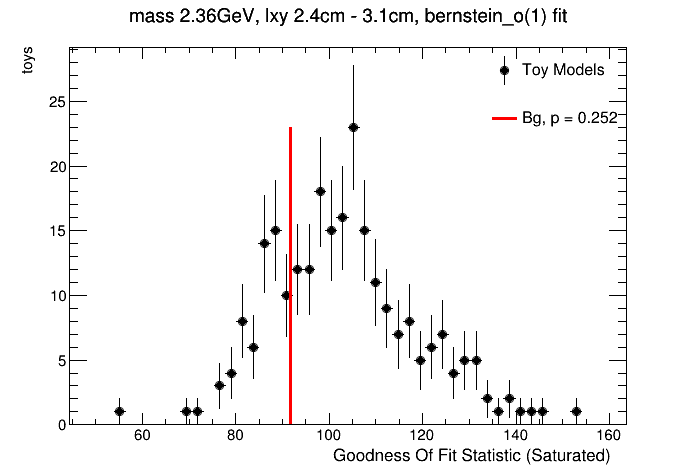 mass 2.36GeV, lxy 2.4cm - 3.1cm, bernstein_o(1) fit
toys
Toy Models
Bg, p = 0.252
25
20
15
10
5
0
60 80 100 120 140 160
Goodness Of Fit Statistic (Saturated)